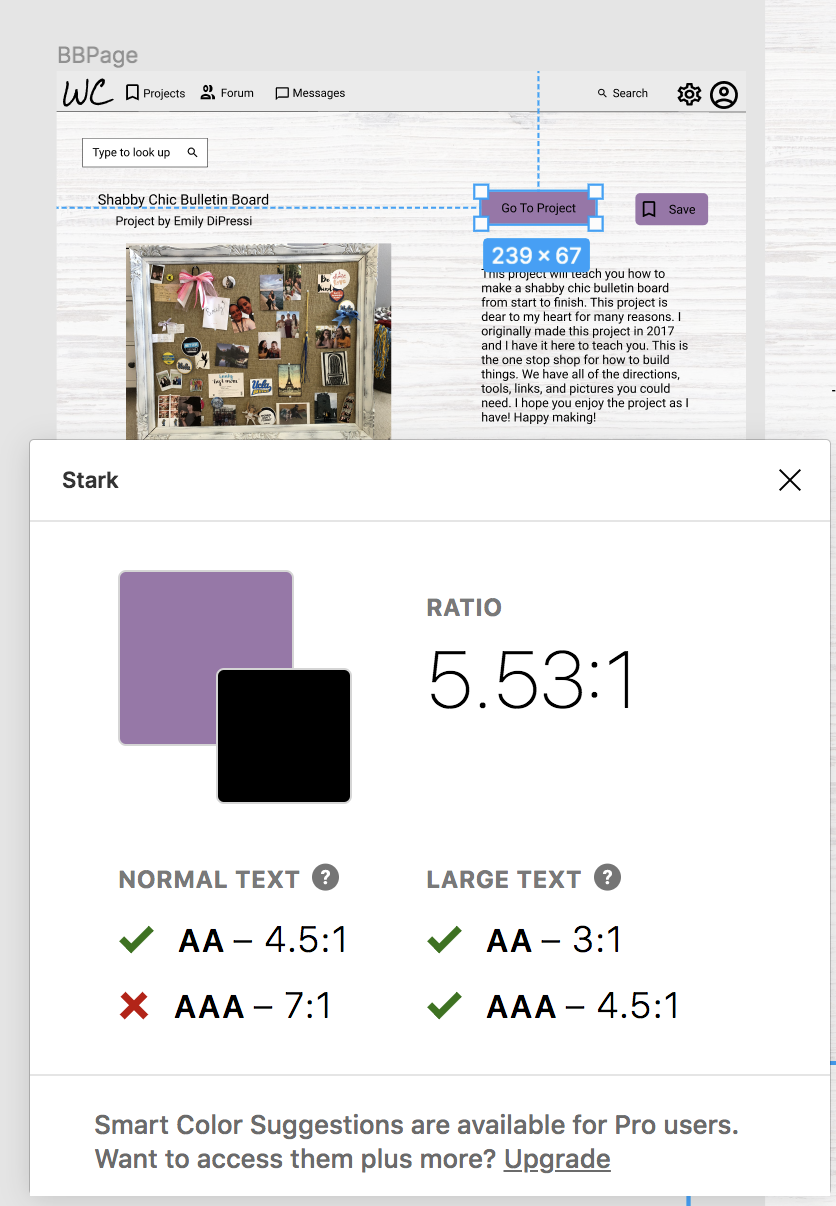 BBPage
WC Projects Forum Messages Search
Type to look up
Shabby Chic Bulletin Board
Project by Emily DiPressi
Go To Project
Save
239 × 67
This project will teach you how to
make a shabby chic bulletin board
from start to finish. This project is
dear to my heart for many reasons. I
originally made this project in 2017
and I have it here to teach you. This is
the one stop shop for how to build
things. We have all of the directions,
tools, links, and pictures you could
need. I hope you enjoy the project as I
have! Happy making!
Stark
RATIO
5.53:1
NORMAL TEXT ?
AA – 4.5:1
AAA – 7:1
LARGE TEXT ?
AA – 3:1
AAA – 4.5:1
Smart Color Suggestions are available for Pro users.
Want to access them plus more? Upgrade